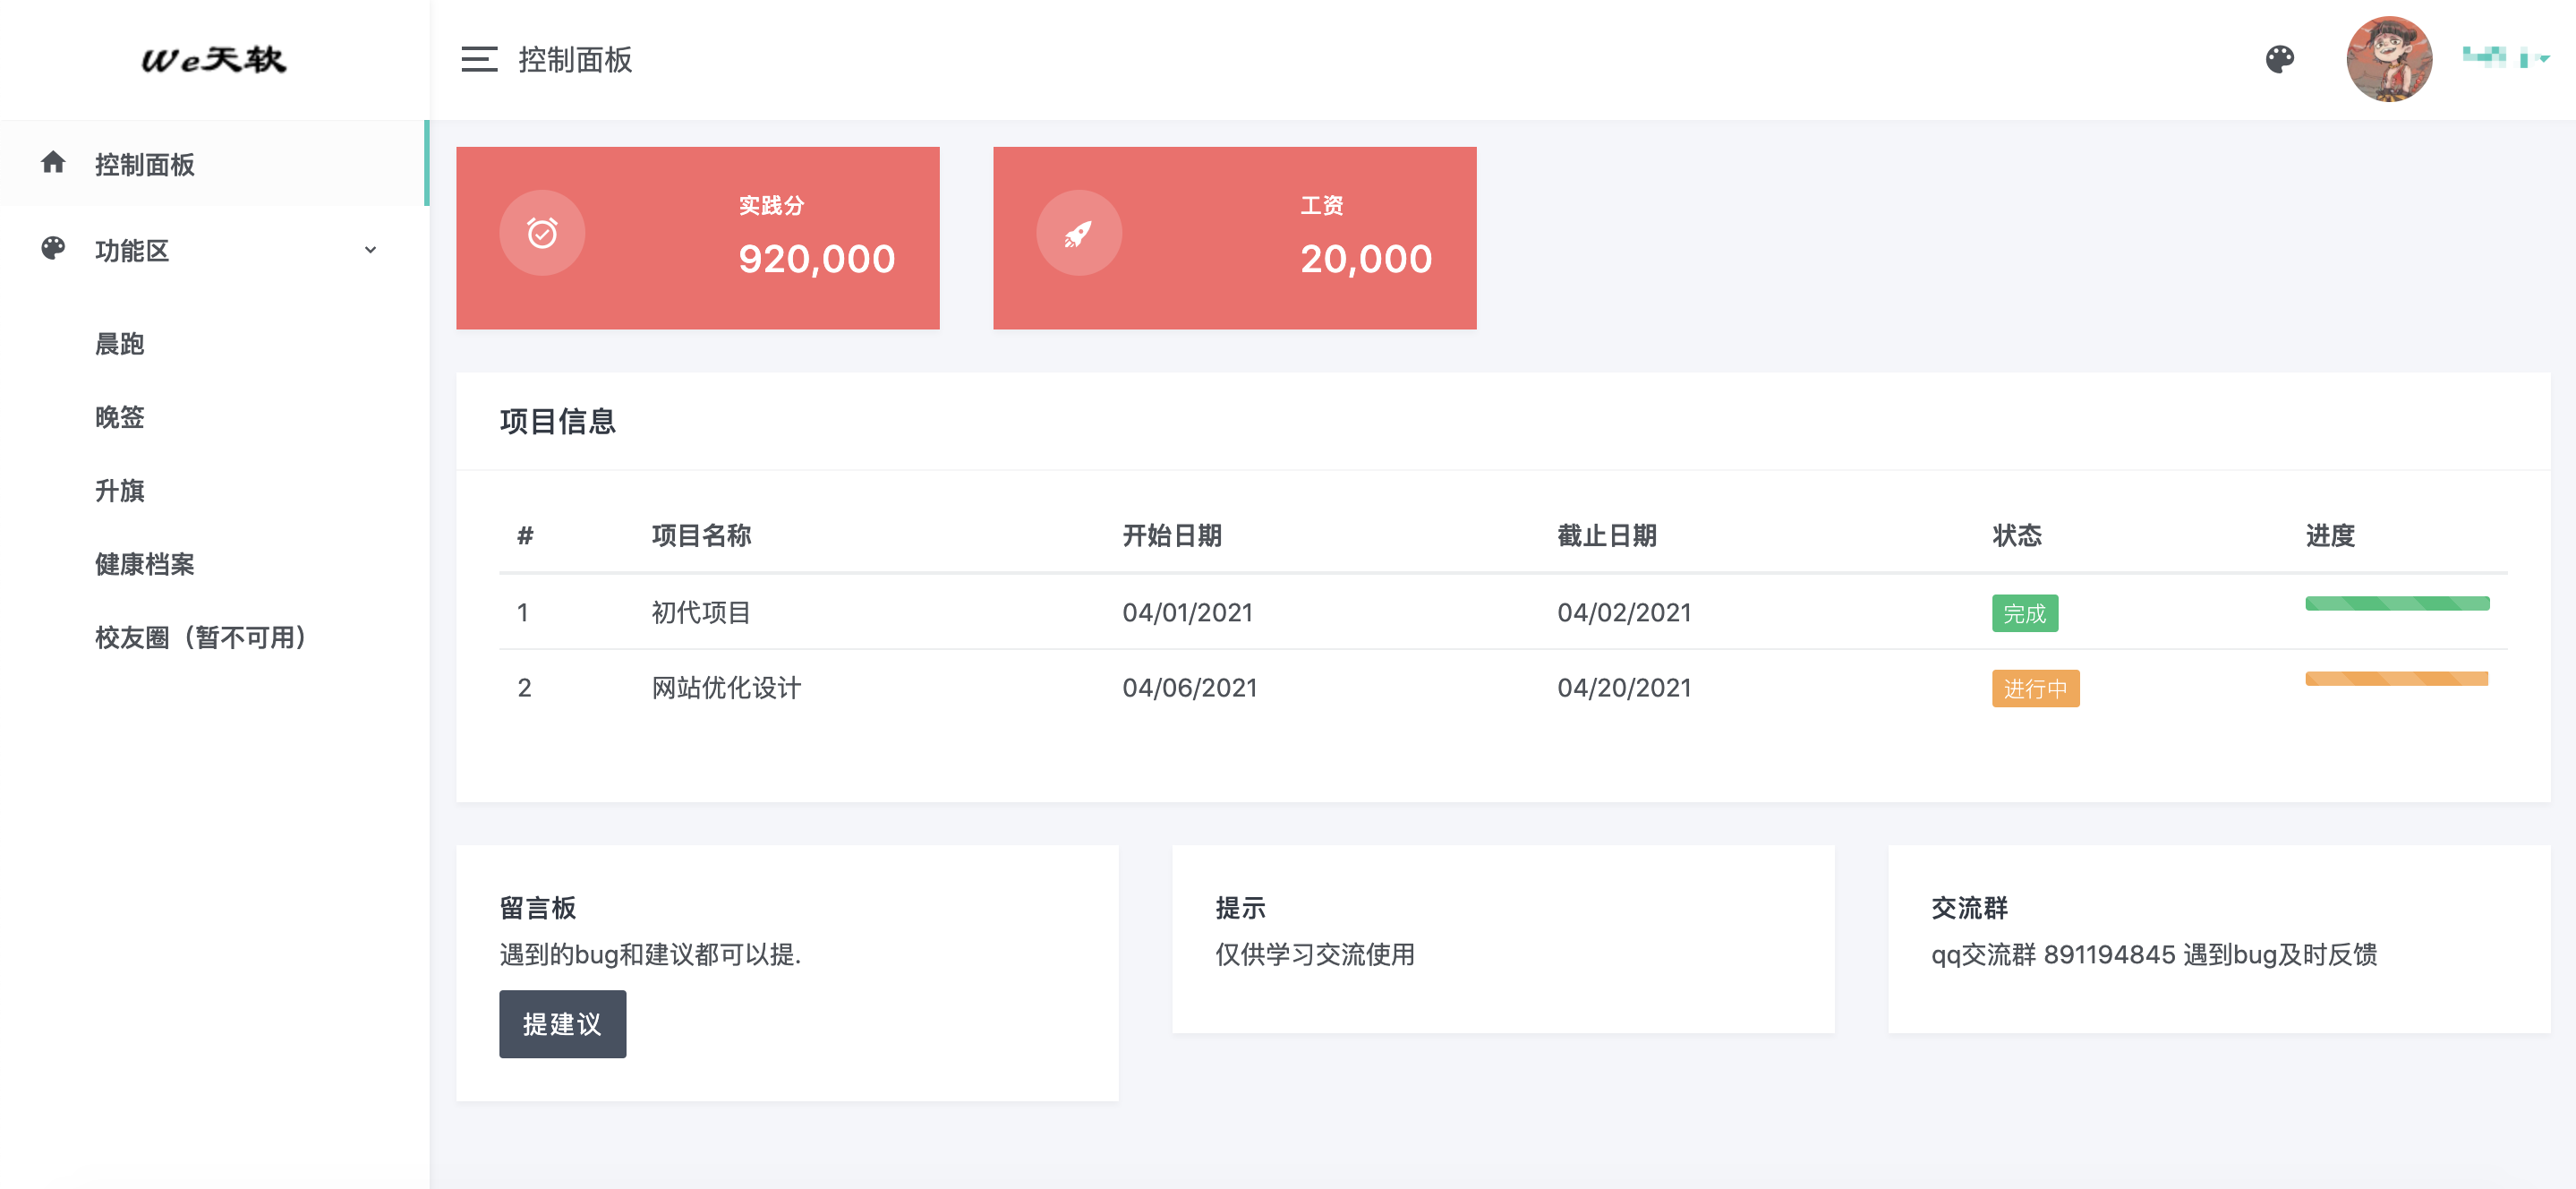 We天软
控制面板
控制面板
功能区
晨跑
晚签
升旗
健康档案
校友圈（暂不可用）
实践分
920,000
工资
20,000
项目信息
# 项目名称 开始日期 截止日期 状态 进度
1 初代项目 04/01/2021 04/02/2021 完成
2 网站优化设计 04/06/2021 04/20/2021 进行中
留言板
遇到的bug和建议都可以提.
提建议
提示
仅供学习交流使用
交流群
qq交流群 891194845 遇到bug及时反馈